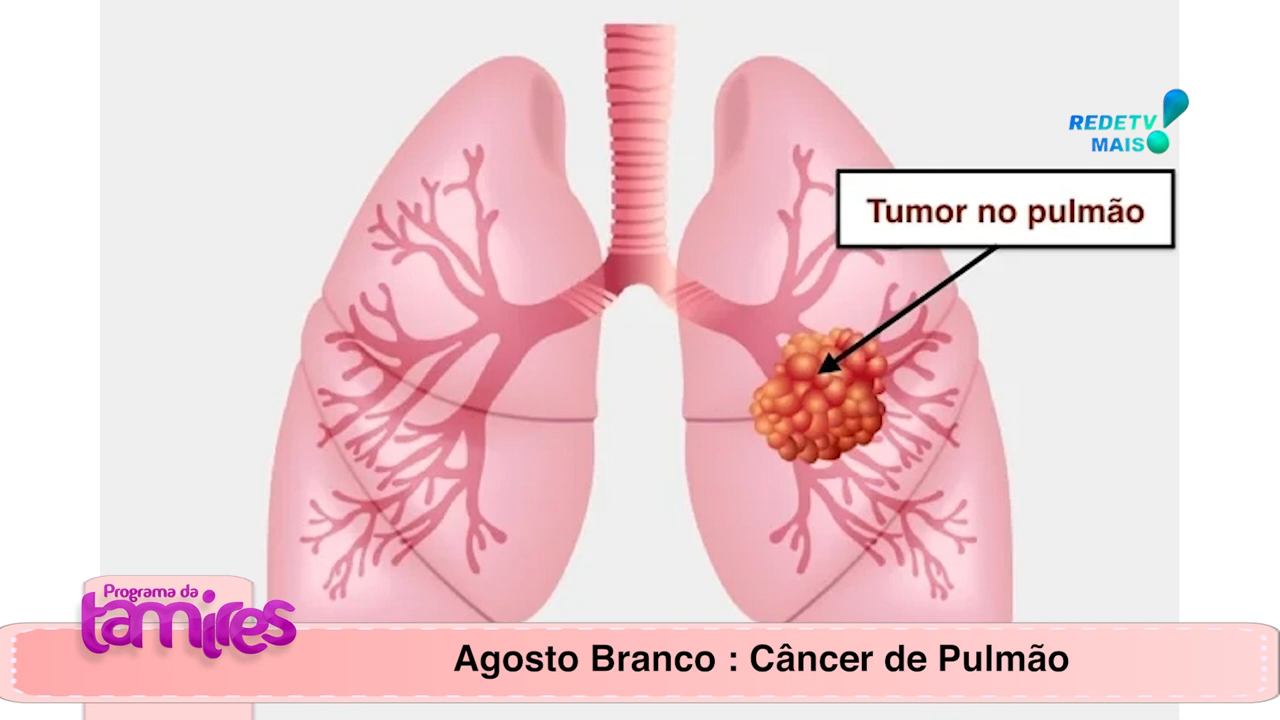 REDETV
MAIS
Tumor no pulmão
Programa da
tamires
Agosto Branco : Câncer de Pulmão